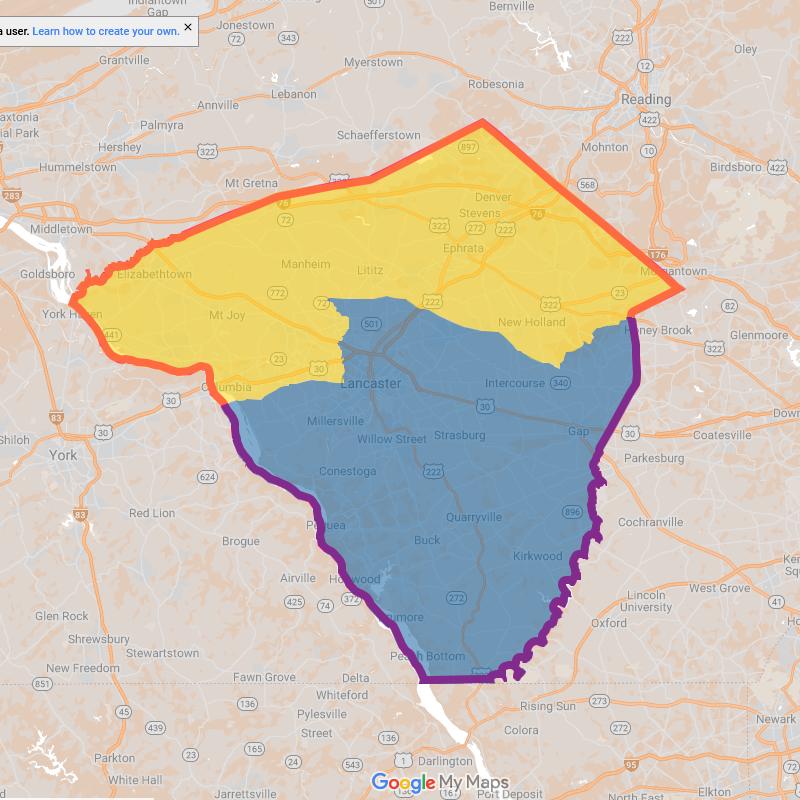 Indiantown
Gap
501
Bernville
a user. Learn how to create your own. ×
Jonestown
72
343
222
Oley
Grantville
Myerstown
12
Lebanon
Robesonia
Reading
Annville
422
Palmyra
Schaefferstown
Hershey
322
897
Mohnton
10
Hummelstown
Birdsboro
422
Mt Gretna
568
283
76
Denver
72
Stevens
76
Middletown
322
272
222
Ephrata
176
Goldsboro
Elizabethtown
Manheim
Lititz
Morgantown
772
72
222
322
23
82
York Haven
Mt Joy
501
New Holland
Honey Brook
Glenmoore
441
322
23
30
Columbia
Lancaster
Intercourse
340
30
30
83
Millersville
30
Willow Street
Strasburg
Gap
30
Coatesville
Shiloh
York
Parkesburg
624
Conestoga
222
83
Red Lion
Quarryville
896
Cochranville
Pequea
Brogue
Buck
Kirkwood
Airville
Holtwood
West Grove
425
74
372
272
Lincoln
University
41
Glen Rock
Oxford
Shrewsbury
Stewartstown
Peach Bottom
New Freedom
851
Fawn Grove
Delta
Whiteford
136
Rising Sun
273
45
Pylesville
Newark
439
Street
Colora
272
23
165
136
1
Darlington
Parkton
24
543
95
72
White Hall
Google My Maps
Jarrettsville
Port Deposit
North East
Elkton